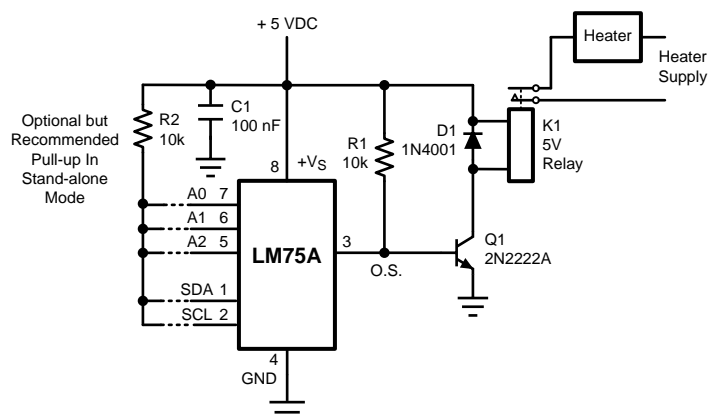 + 5 VDC
Heater
Heater
Supply
Optional but
Recommended
Pull-up In
Stand-alone
Mode
R2
10k
C1
100 nF
R1
10k
D1
1N4001
K1
5V
Relay
8
+VS
A0 7
A1 6
A2 5
SDA 1
SCL 2
LM75A
3
O.S.
Q1
2N2222A
4
GND